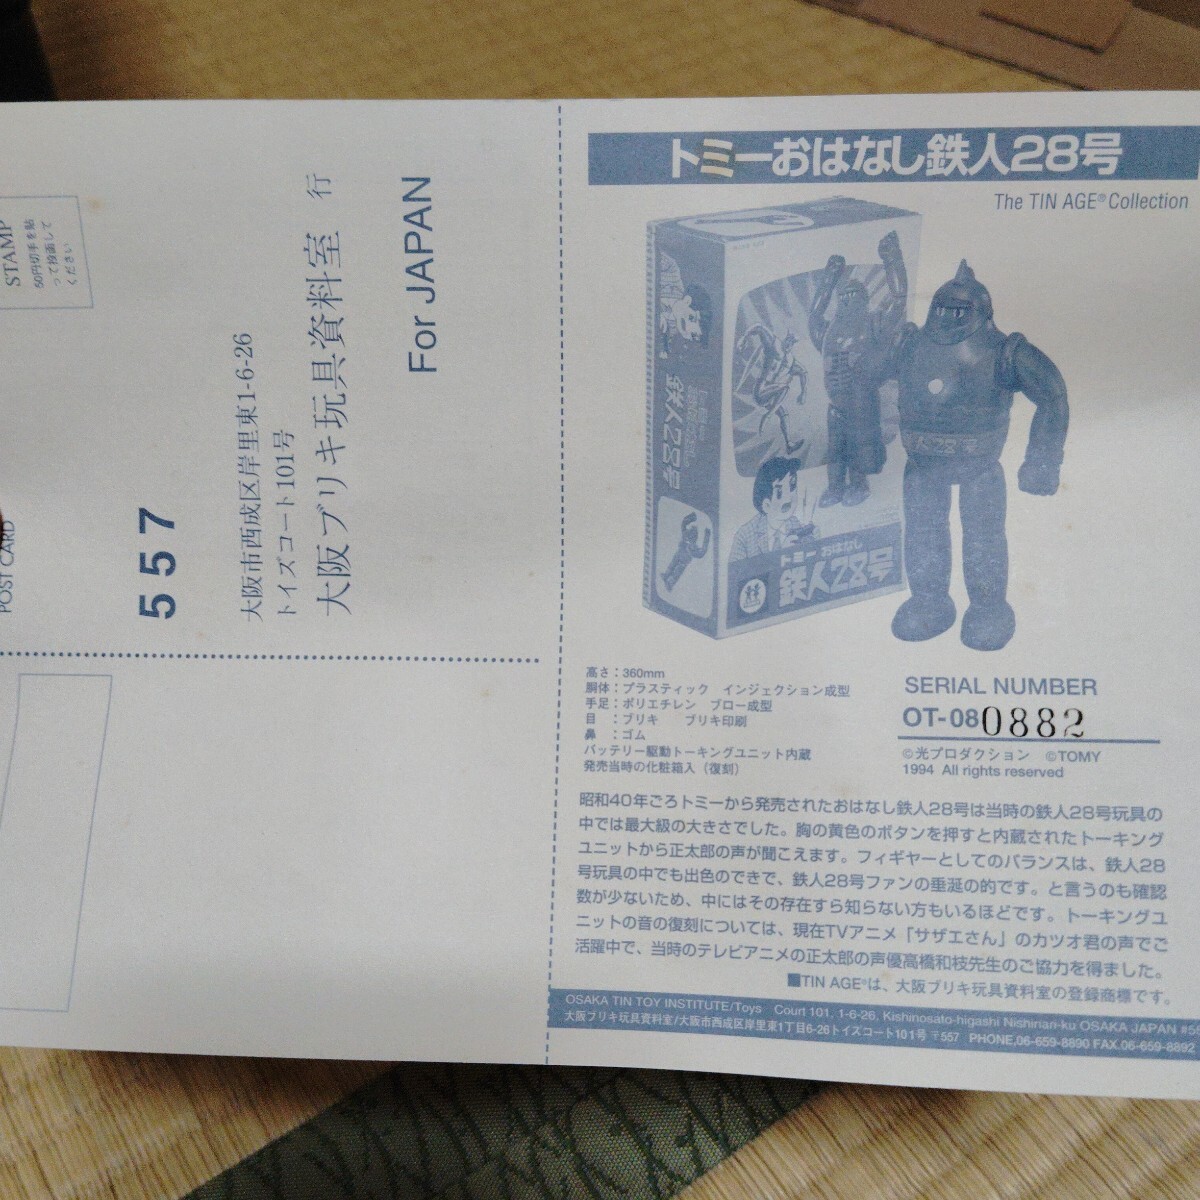 STAMP
50円切手を貼
って投函して
ください
POST CARD
557
大阪市西成区岸里東1-6-26
トイズコート101号
大阪ブリキ玩具資料室 行
For JAPAN
トミーおはなし鉄人28号
The TIN AGE®Collection
鉄人28号
トミー おはなし
鉄人28号
鉄人28号
高さ：360mm
胴体：プラスティック インジェクション成型
手足：ポリエチレン ブロー成型
目 ：ブリキ ブリキ印刷
鼻 ：ゴム
バッテリー駆動トーキングユニット内蔵
発売当時の化粧箱入（復刻）
SERIAL NUMBER
OT-080882
©光プロダクション ©TOMY
1994 All rights reserved
昭和40年ごろトミーから発売されたおはなし鉄人28号は当時の鉄人28号玩具の
中では最大級の大きさでした。胸の黄色のボタンを押すと内蔵されたトーキング
ユニットから正太郎の声が聞こえます。フィギヤーとしてのバランスは、鉄人28
号玩具の中でも出色のできで、鉄人28号ファンの垂涎の的です。と言うのも確認
数が少ないため、中にはその存在すら知らない方もいるほどです。トーキングユ
ニットの音の復刻については、現在TVアニメ「サザエさん」のカツオ君の声でご
活躍中で、当時のテレビアニメの正太郎の声優高橋和枝先生のご協力を得ました。
■TIN AGE®は、大阪ブリキ玩具資料室の登録商標です。
OSAKA TIN TOY INSTITUTE/Toys Court 101, 1-6-26, Kishinosato-higashi Nishinari-ku OSAKA JAPAN #55
大阪ブリキ玩具資料室/大阪市西成区岸里東1丁目6-26トイズコート101号 〒557 PHONE,06-659-8890 FAX.06-659-8892